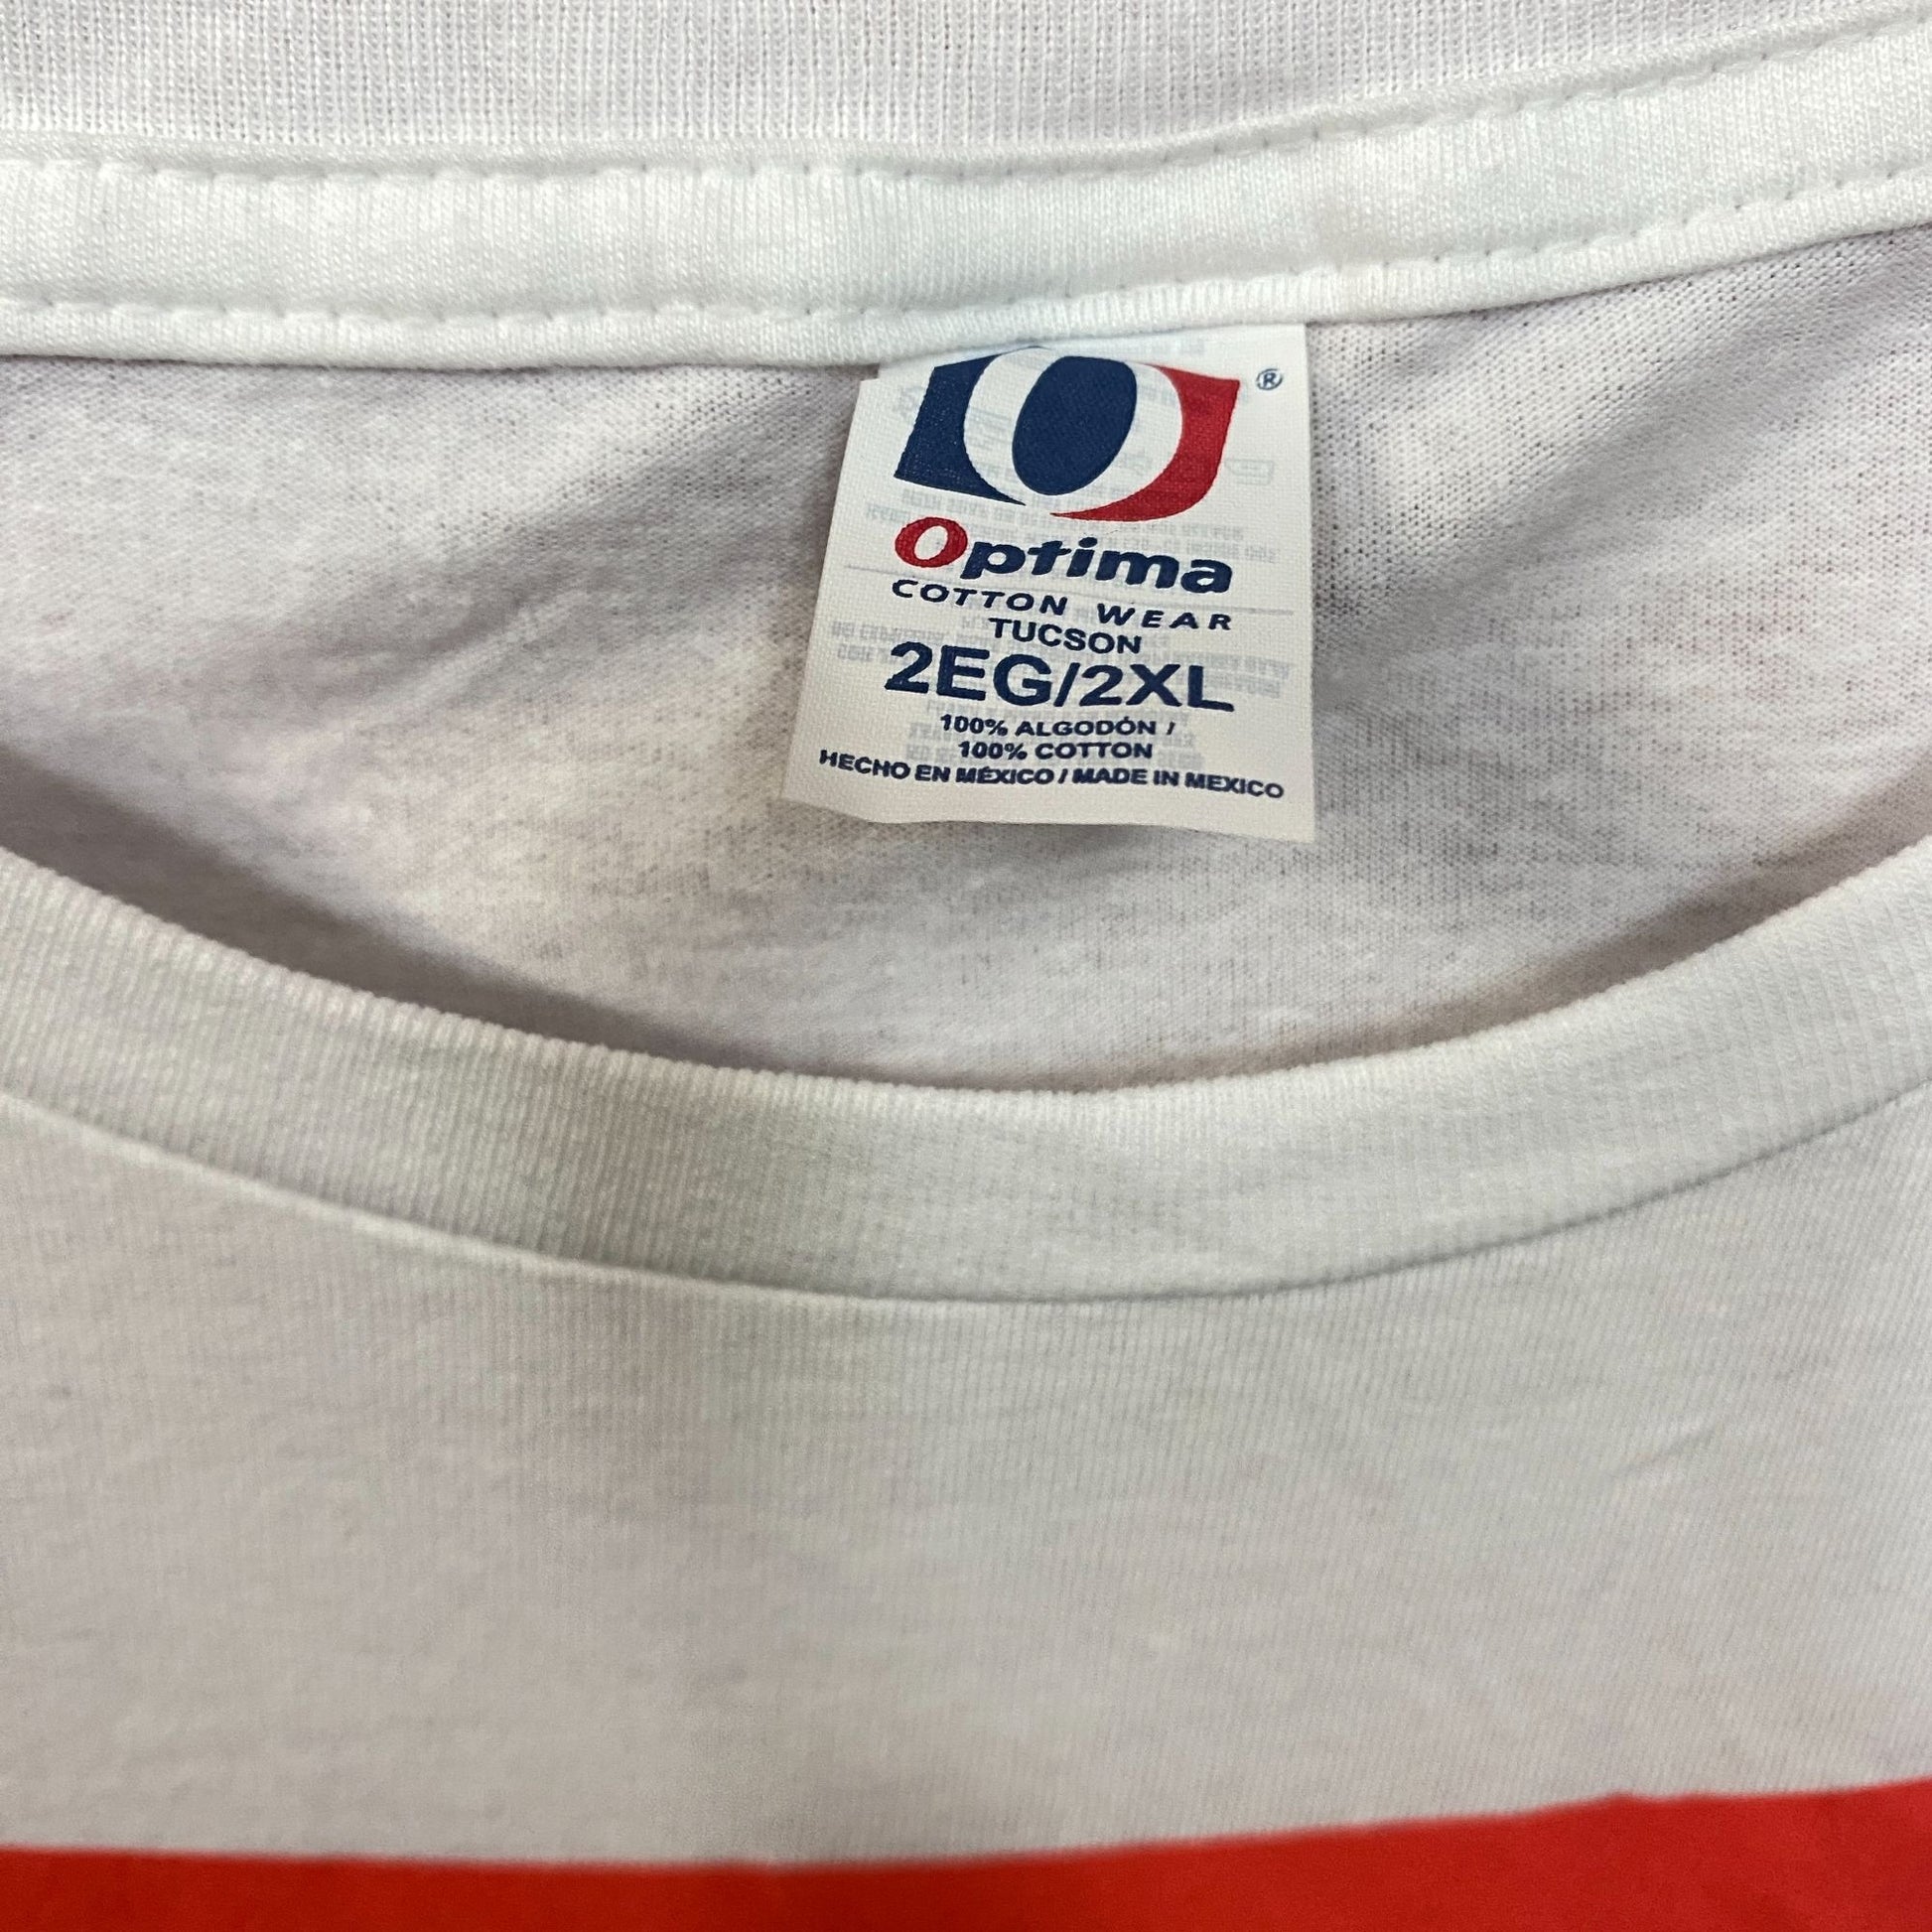 ®
Optima
COTTON WEAR
TUCSON
2EG/2XL
100% ALGODÓN /
100% COTTON
HECHO EN MÉXICO / MADE IN MEXICO